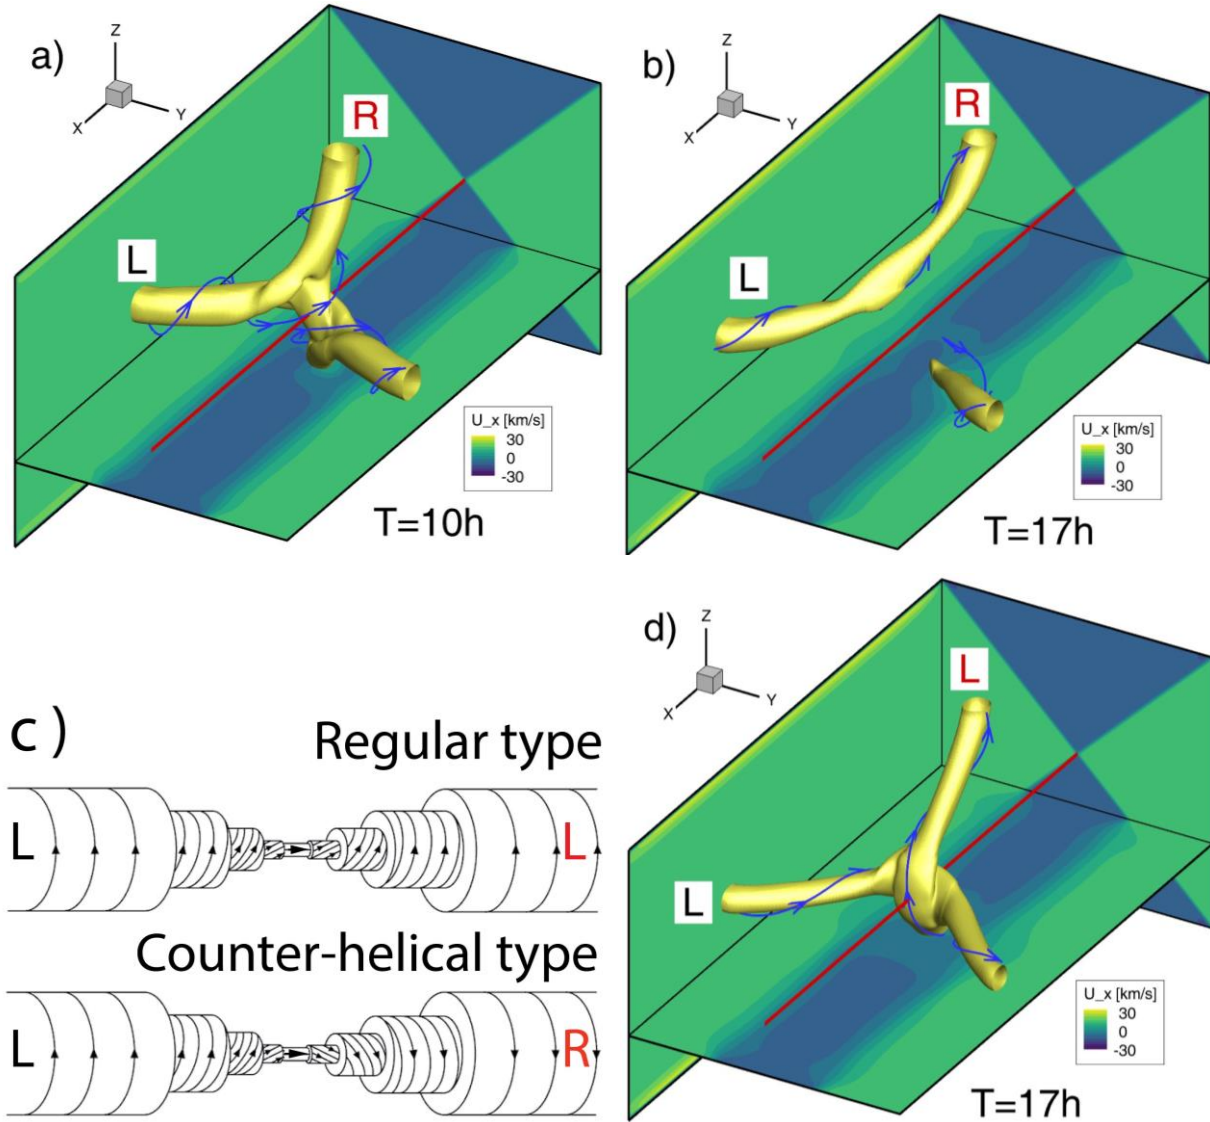 a)
Z
Y
X
R
L
U_x [km/s]
30
0
-30
T=10h
b)
Z
Y
X
R
L
U_x [km/s]
30
0
-30
T=17h
c)
Regular type
L L
Counter-helical type
L R
d)
Z
Y
X
L
L
U_x [km/s]
30
0
-30
T=17h